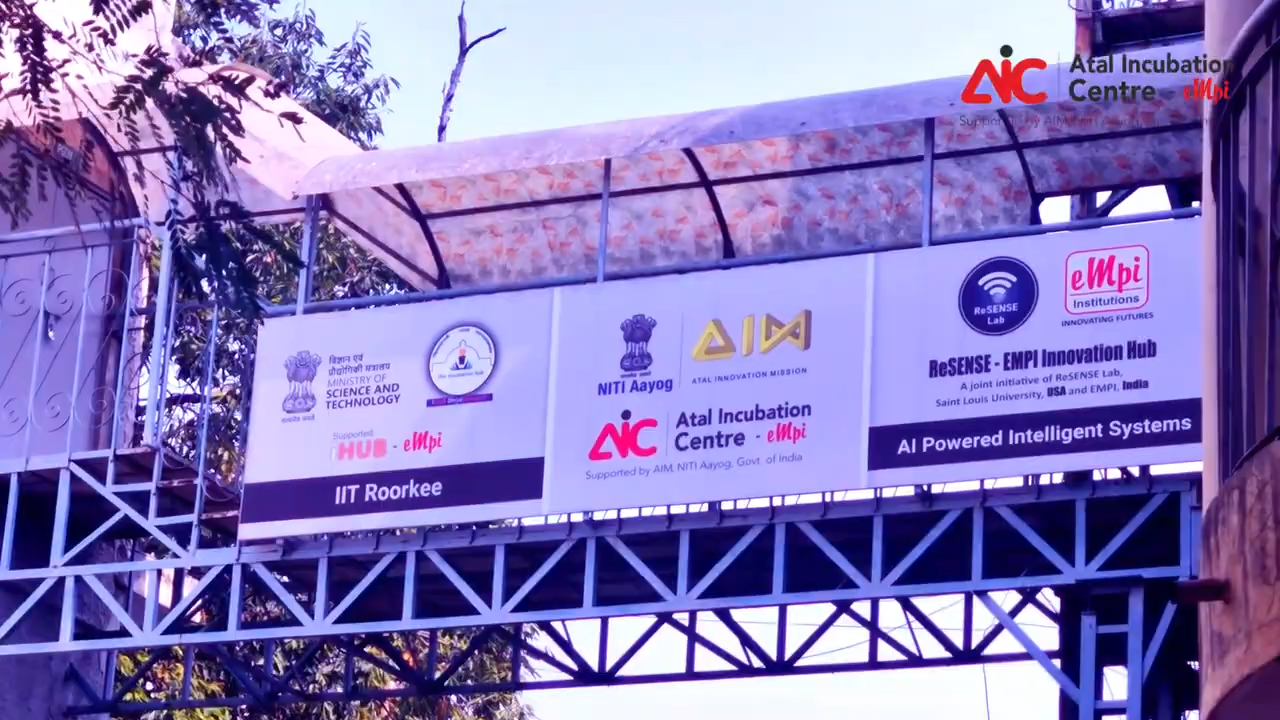 AIC Atal Incubation
Centre - eMpi
विज्ञान एवं
प्रौद्योगिकी मंत्रालय
MINISTRY OF
SCIENCE AND
TECHNOLOGY
सत्यमेव जयते
Supported
iHUB - eMpi
IIT Roorkee
NITI Aayog
AIM
ATAL INNOVATION MISSION
AIC Atal Incubation
Centre - eMpi
Supported by AIM, NITI Aayog, Govt. of India
ReSENSE
Lab
eMpi
Institutions
INNOVATING FUTURES
ReSENSE - EMPI Innovation Hub
A joint initiative of ReSENSE Lab,
Saint Louis University, USA and EMPI, India
AI Powered Intelligent Systems